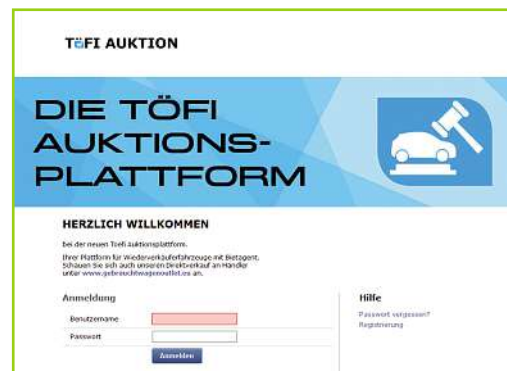 TöFI AUKTION
DIE TÖFI
AUKTIONS-
PLATTFORM
HERZLICH WILLKOMMEN
bei der neuen Toefi Auktionsplattform.
Ihrer Plattform für Wiederverkäuferfahrzeuge mit Bietagent.
Schauen Sie sich auch unseren Direktverkauf an Händler
unter www.gebrauchtwagenoutlet.eu an.
Anmeldung
Hilfe
Benutzername
Passwort vergessen?
Registrierung
Passwort
Anmelden